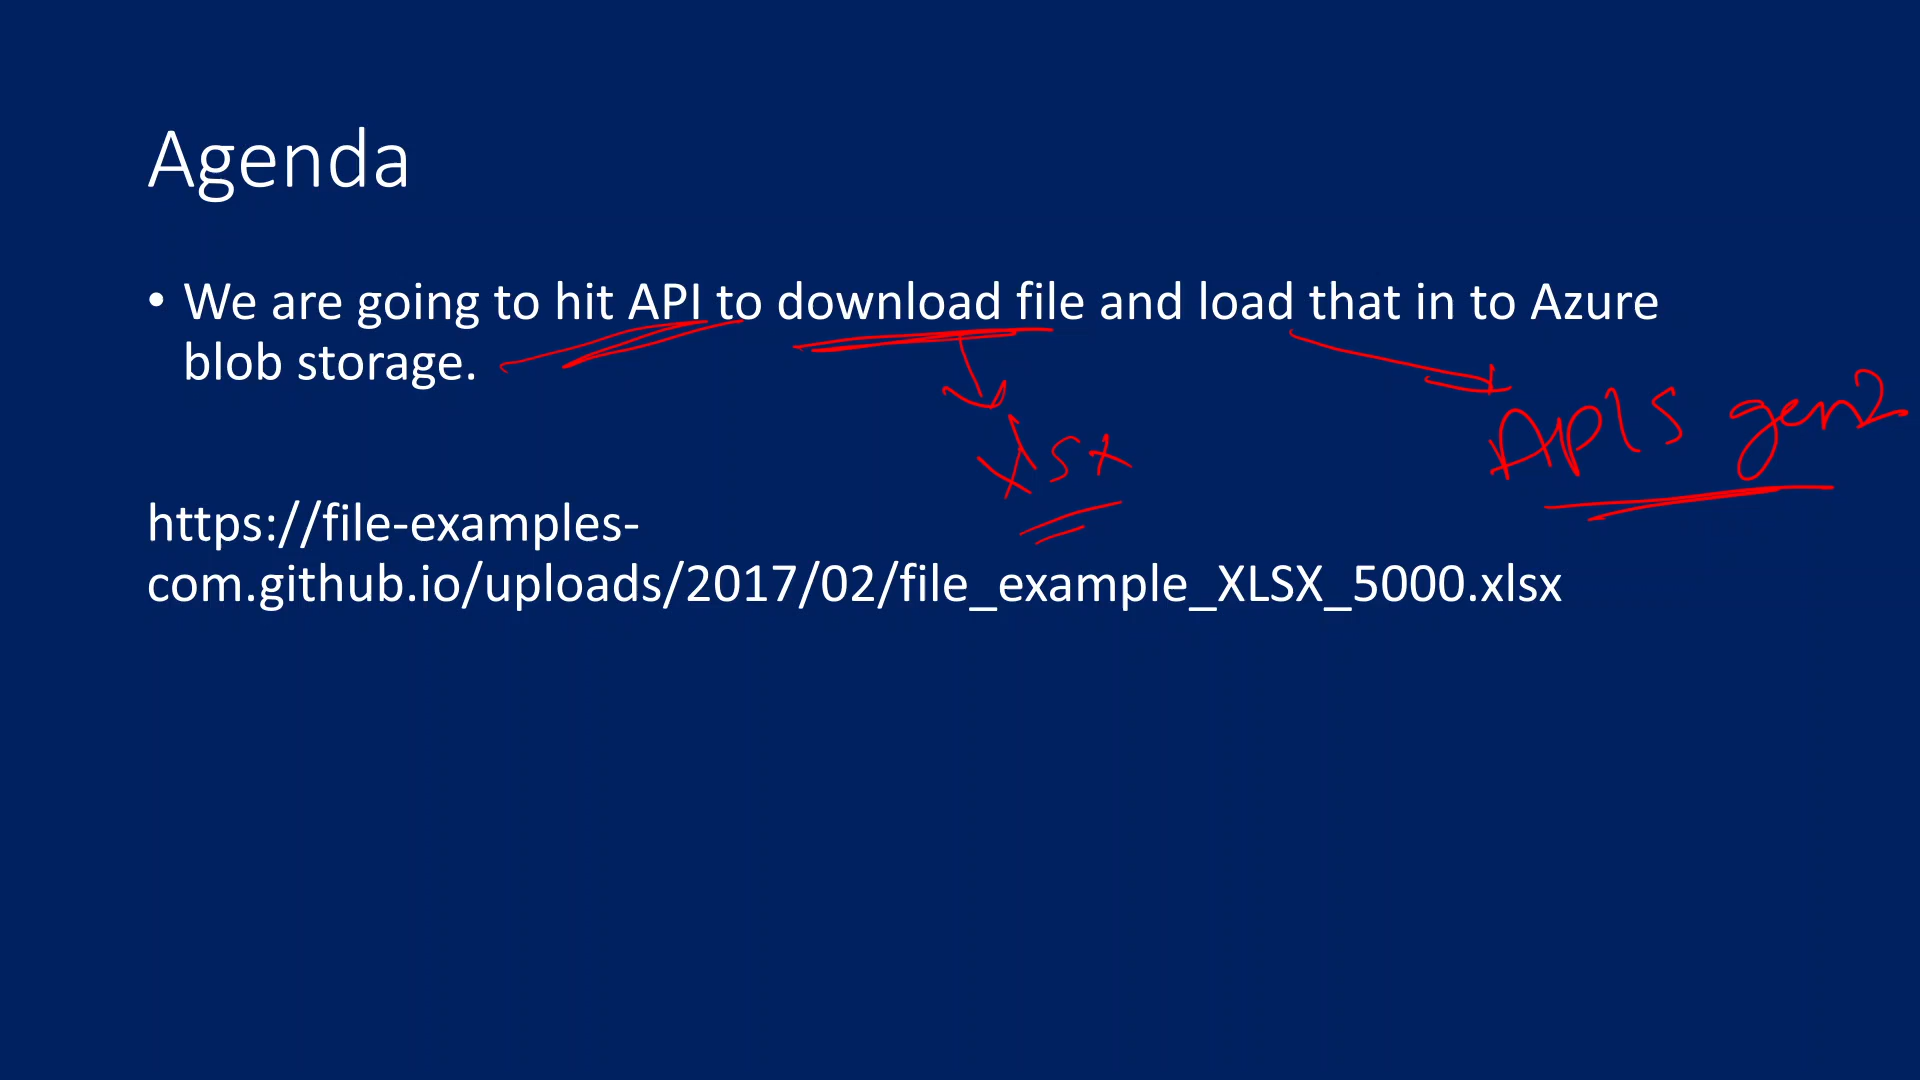 Agenda
• We are going to hit API to download file and load that in to Azure
blob storage.
xlsx
gen2
https://file-examples-
com.github.io/uploads/2017/02/file_example_XLSX_5000.xlsx